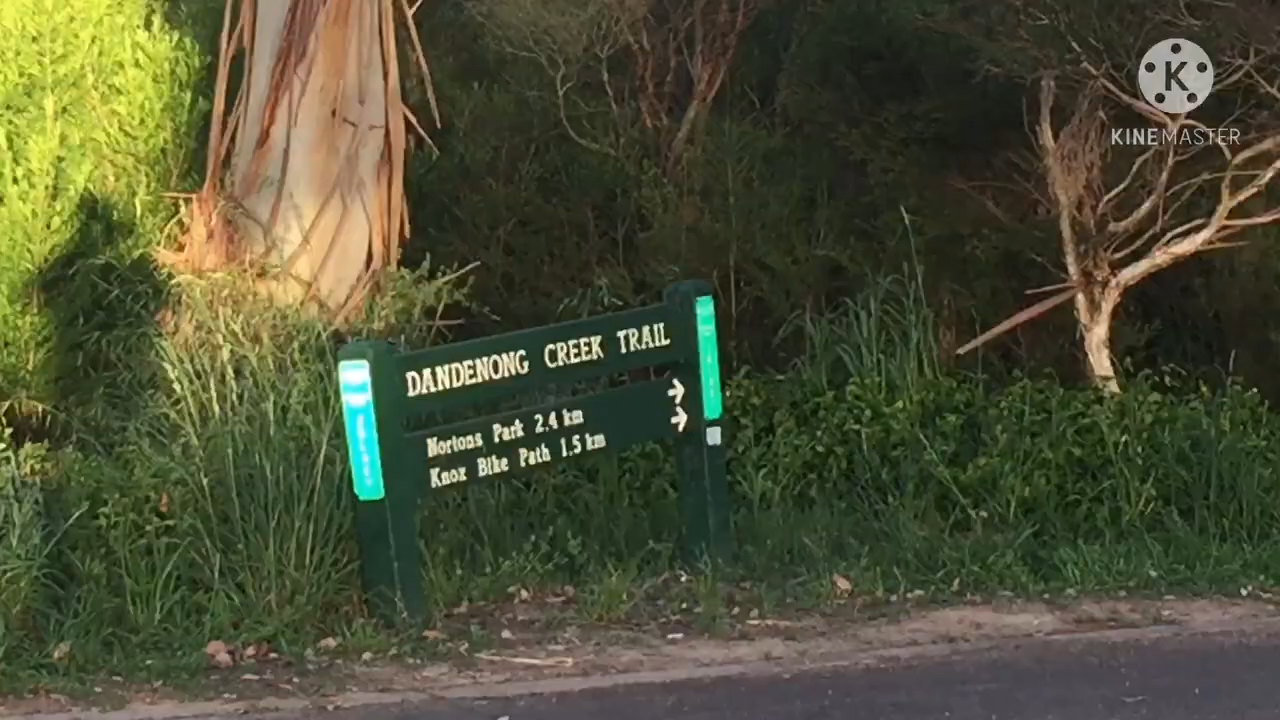 K
KINEMASTER
DANDENONG CREEK TRAIL
Nortons Park 2.4 km →
Knox Bike Path 1.5 km →